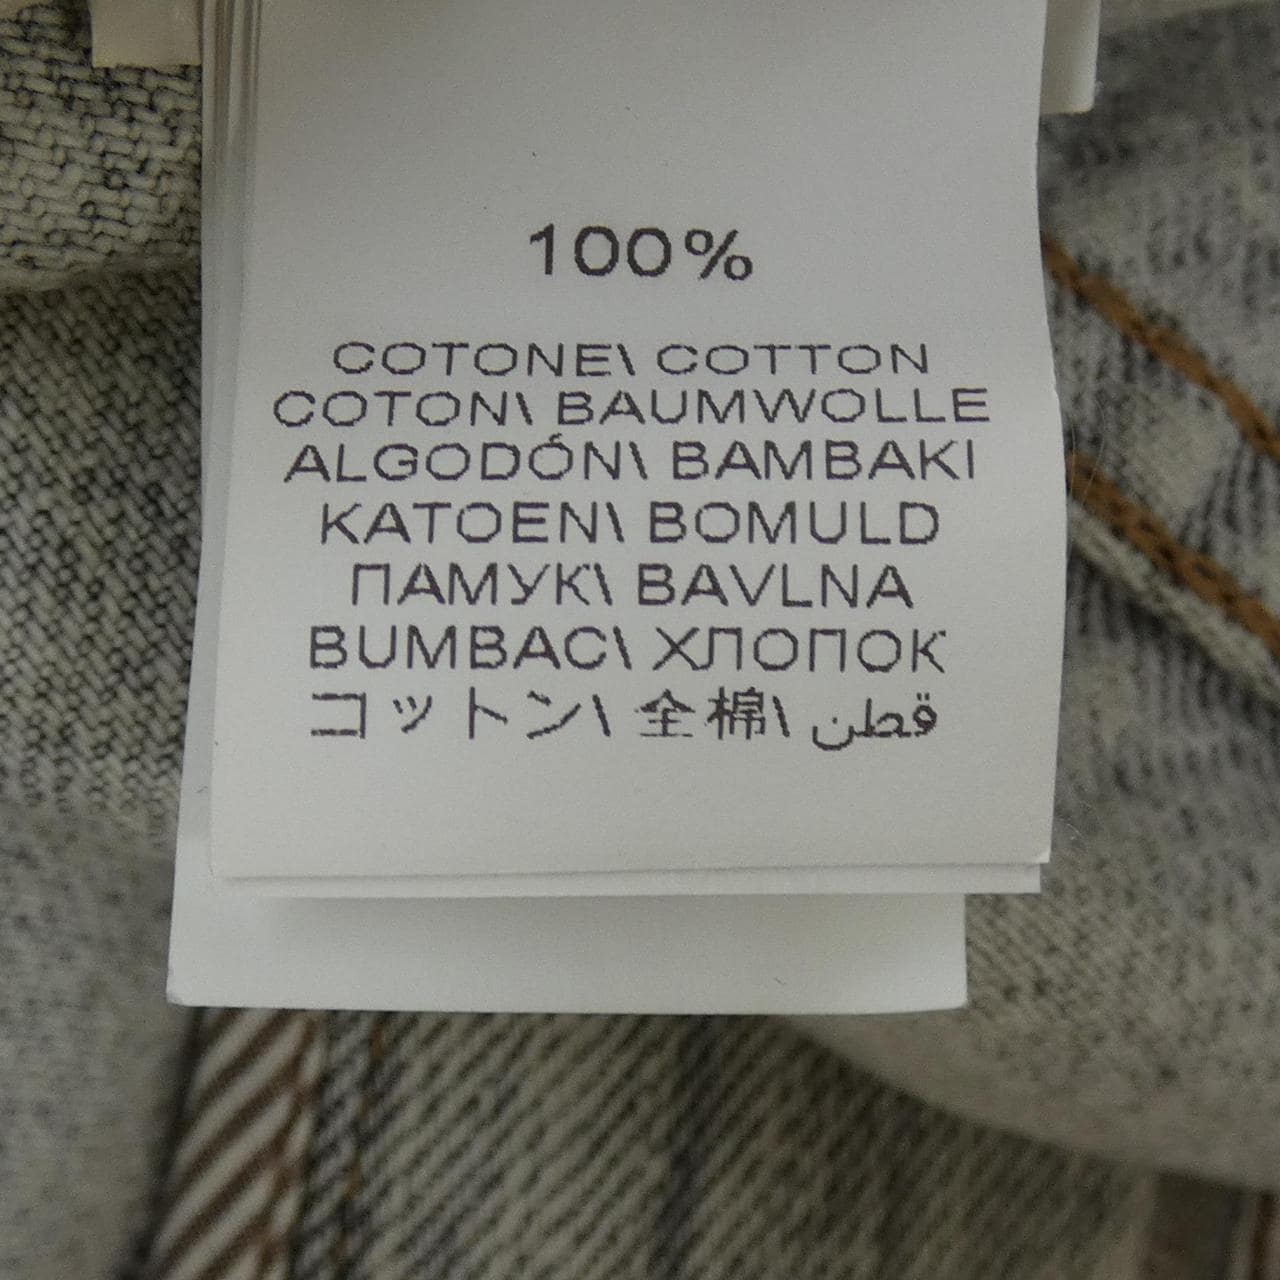 100%
COTONE\ COTTON
COTON\ BAUMWOLLE
ALGODÓN\ BAMBAKI
KATOEN\ BOMULD
ПАМУК\ BAVLNA
BUMBAC\ ХЛОПОК
コットン\ 全棉\ قطن